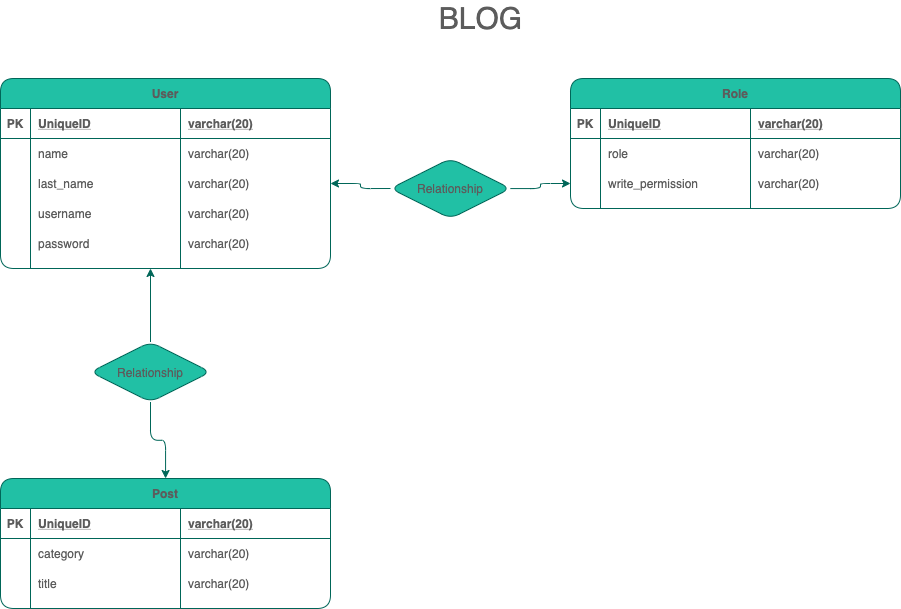 BLOG
User
PK UniqueID varchar(20)
name varchar(20)
last_name varchar(20)
username varchar(20)
password varchar(20)
Relationship
Role
PK UniqueID varchar(20)
role varchar(20)
write_permission varchar(20)
Relationship
Post
PK UniqueID varchar(20)
category varchar(20)
title varchar(20)